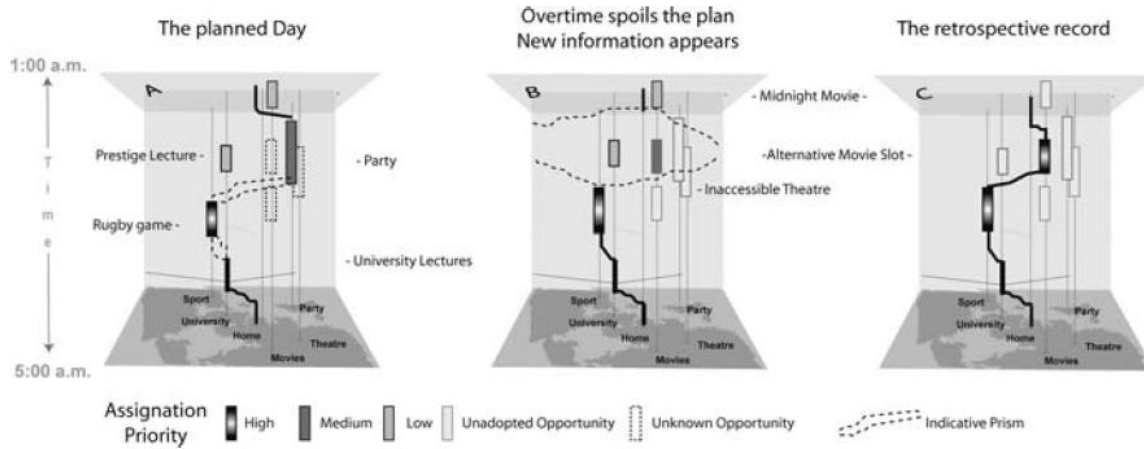 The planned Day
Overtime spoils the plan
New information appears
The retrospective record
1:00 a.m.
Time
5:00 a.m.
A
Prestige Lecture -
- Party
Rugby game -
- University Lectures
Sport
University
Home
Movies
Party
Theatre
B
- Midnight Movie -
-Alternative Movie Slot-
- Inaccessible Theatre
Sport
University
Home
Movies
Party
Theatre
C
Sport
University
Home
Movies
Party
Theatre
Assignation
Priority
High
Medium
Low
Unadopted Opportunity
Unknown Opportunity
Indicative Prism